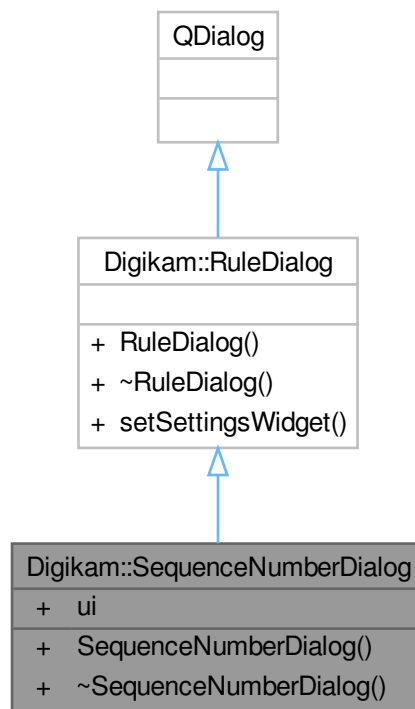 QDialog
Digikam::RuleDialog
+ RuleDialog()
+ ~RuleDialog()
+ setSettingsWidget()
Digikam::SequenceNumberDialog
+ ui
+ SequenceNumberDialog()
+ ~SequenceNumberDialog()